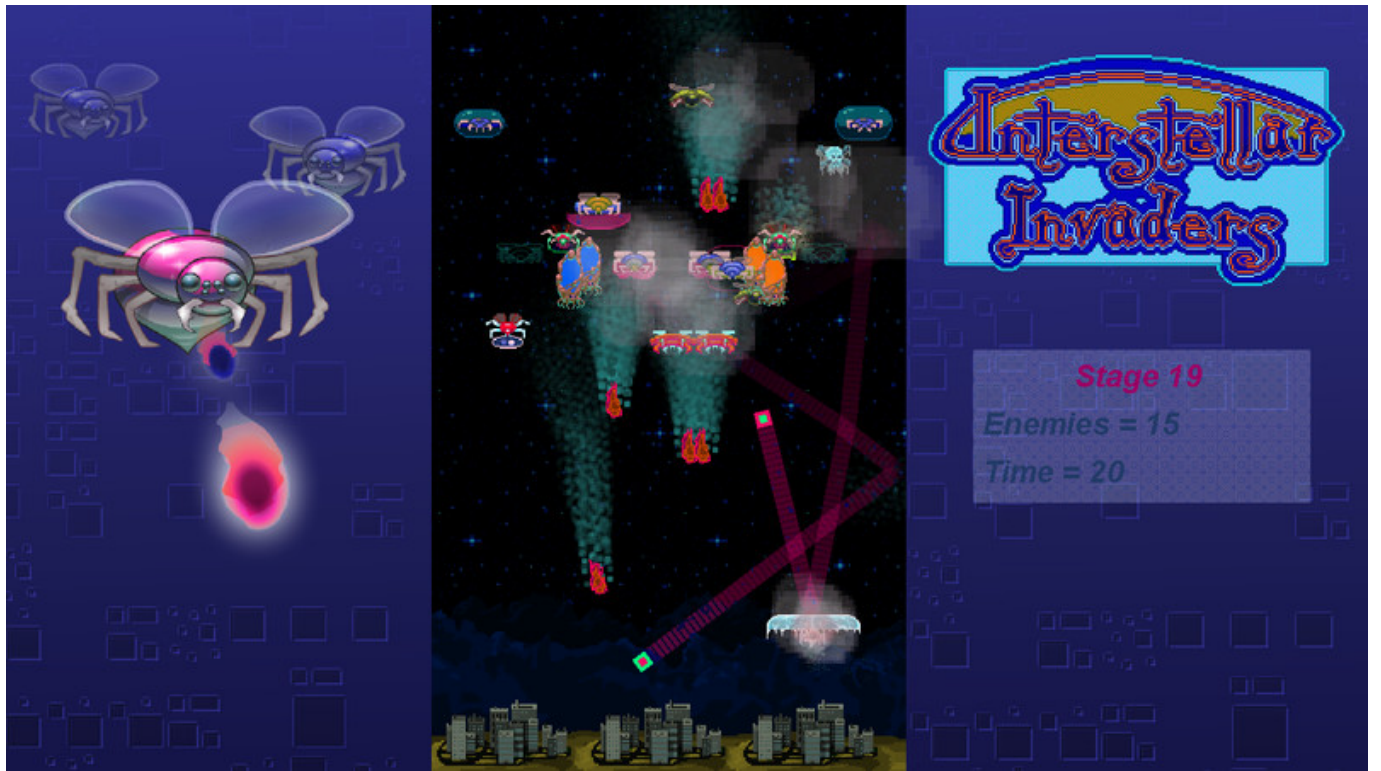 Interstellar
Invaders
Stage 19
Enemies = 15
Time = 20